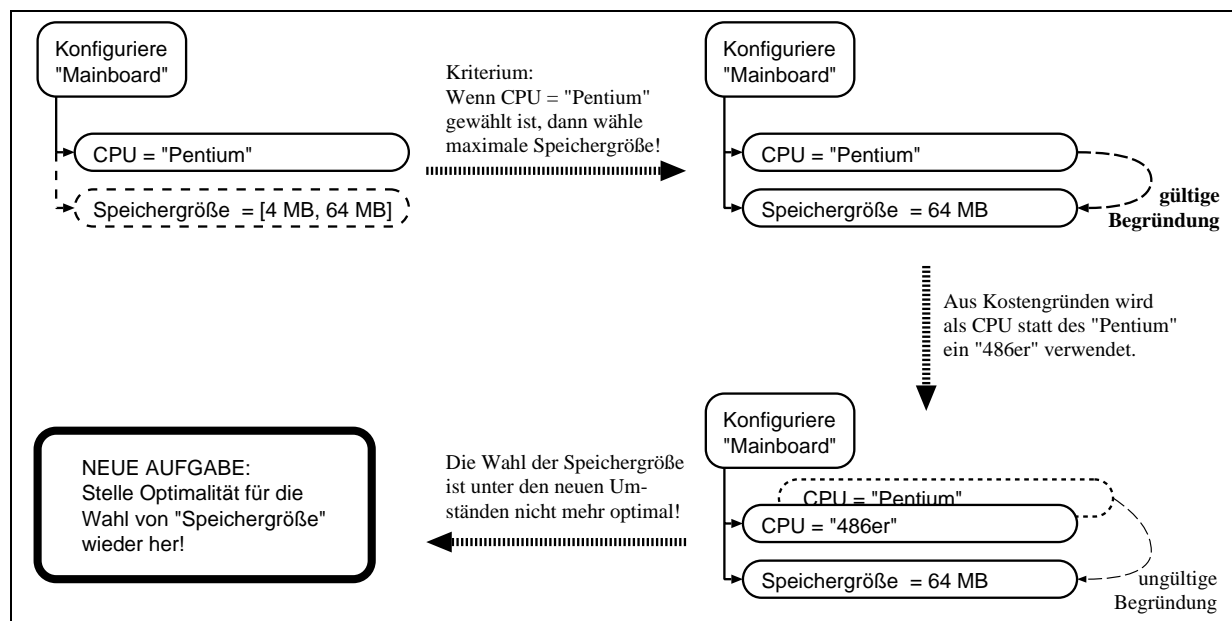 Konfiguriere
"Mainboard"
CPU = "Pentium"
Speichergröße = [4 MB, 64 MB]
Kriterium:
Wenn CPU = "Pentium"
gewählt ist, dann wähle
maximale Speichergröße!
Konfiguriere
"Mainboard"
CPU = "Pentium"
Speichergröße = 64 MB
gültige
Begründung
Aus Kostengründen wird
als CPU statt des "Pentium"
ein "486er" verwendet.
Konfiguriere
"Mainboard"
CPU = "Pentium"
CPU = "486er"
Speichergröße = 64 MB
ungültige
Begründung
Die Wahl der Speichergröße
ist unter den neuen Um-
ständen nicht mehr optimal!
NEUE AUFGABE:
Stelle Optimalität für die
Wahl von "Speichergröße"
wieder her!